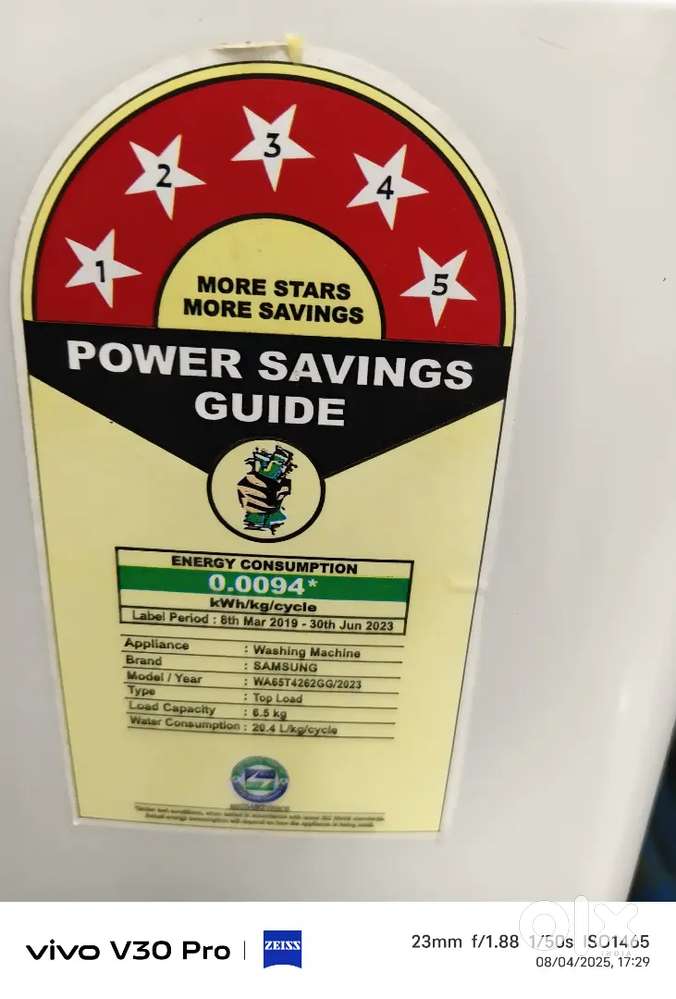 1
2
3
4
5
MORE STARS
MORE SAVINGS
POWER SAVINGS
GUIDE
ENERGY CONSUMPTION
0.0094*
kWh/kg/cycle
Label Period : 8th Mar 2019 - 30th Jun 2023
Appliance : Washing Machine
Brand : SAMSUNG
Model / Year : WA65T4262GG/2023
Type : Top Load
Load Capacity : 6.5 kg
Water Consumption : 20.4 L/kg/cycle
vivo V30 Pro | ZEISS
23mm f/1.88 1/50s ISO1465
08/04/2025, 17:29
olx
INDIA